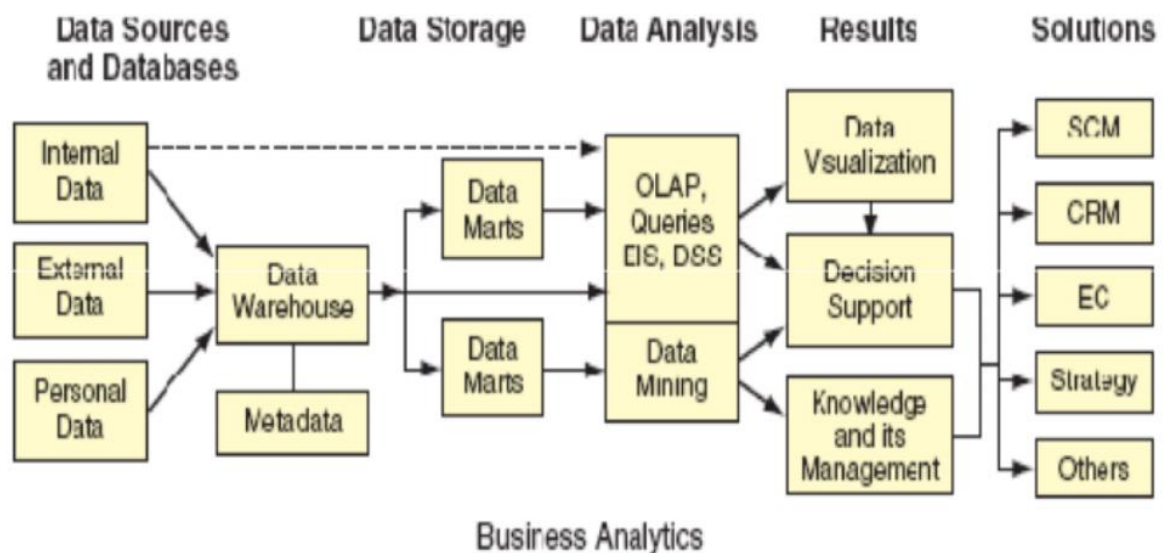 Data Sources
and Databases
Data Storage
Data Analysis
Results
Solutions
Internal
Data
External
Data
Personal
Data
Data
Warehouse
Metadata
Data
Marts
Data
Marts
OLAP,
Queries
EIS, DSS
Data
Mining
Data
Visualization
Decision
Support
Knowledge
and its
Management
SCM
CRM
EC
Strategy
Others
Business Analytics